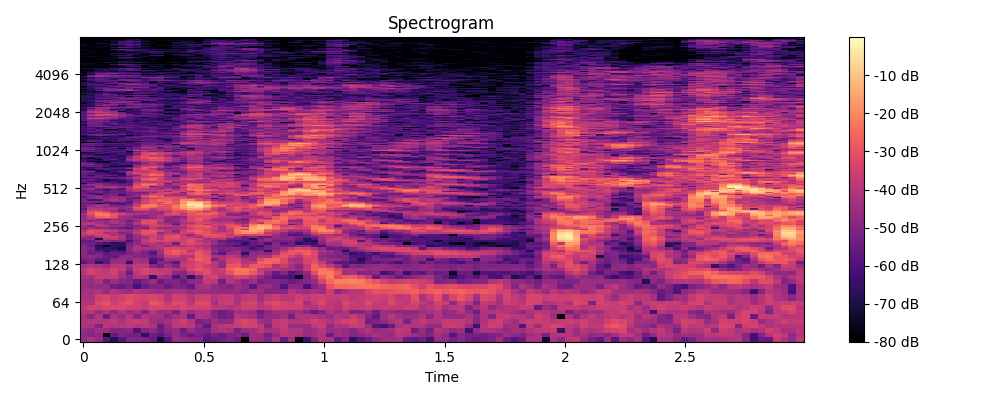 Spectrogram
Hz
4096
2048
1024
512
256
128
64
0
0
0.5
1
1.5
2
2.5
Time
-10 dB
-20 dB
-30 dB
-40 dB
-50 dB
-60 dB
-70 dB
-80 dB